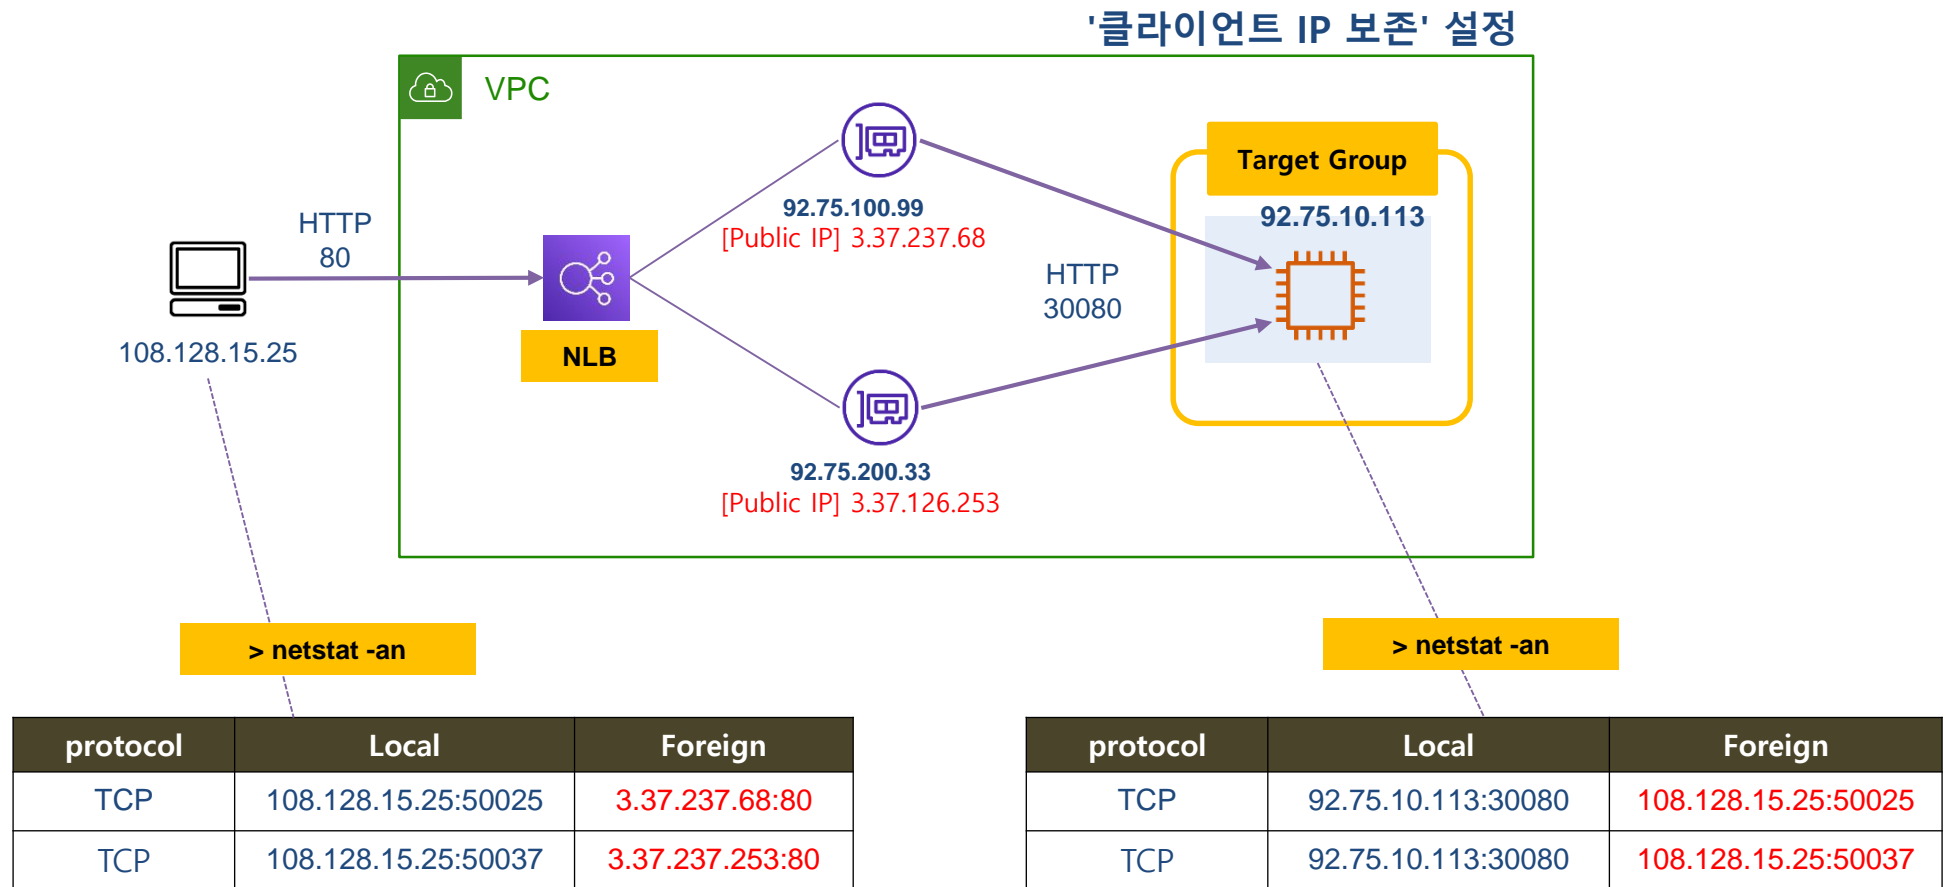 '클라이언트 IP 보존' 설정
VPC
HTTP
80
108.128.15.25
NLB
92.75.100.99
[Public IP] 3.37.237.68
92.75.200.33
[Public IP] 3.37.126.253
HTTP
30080
Target Group
92.75.10.113
> netstat -an
> netstat -an
protocol Local Foreign
TCP 108.128.15.25:50025 3.37.237.68:80
TCP 108.128.15.25:50037 3.37.237.253:80
protocol Local Foreign
TCP 92.75.10.113:30080 108.128.15.25:50025
TCP 92.75.10.113:30080 108.128.15.25:50037